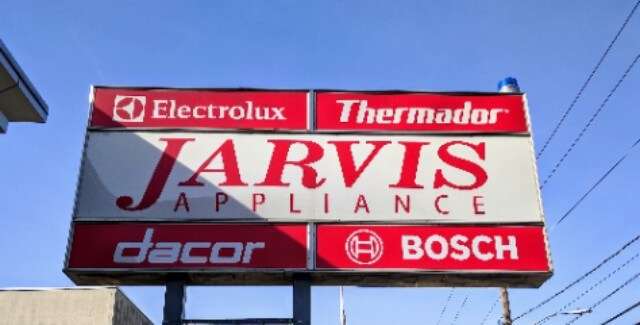 Electrolux Thermador
JARVIS
APPLIANCE
dacor BOSCH